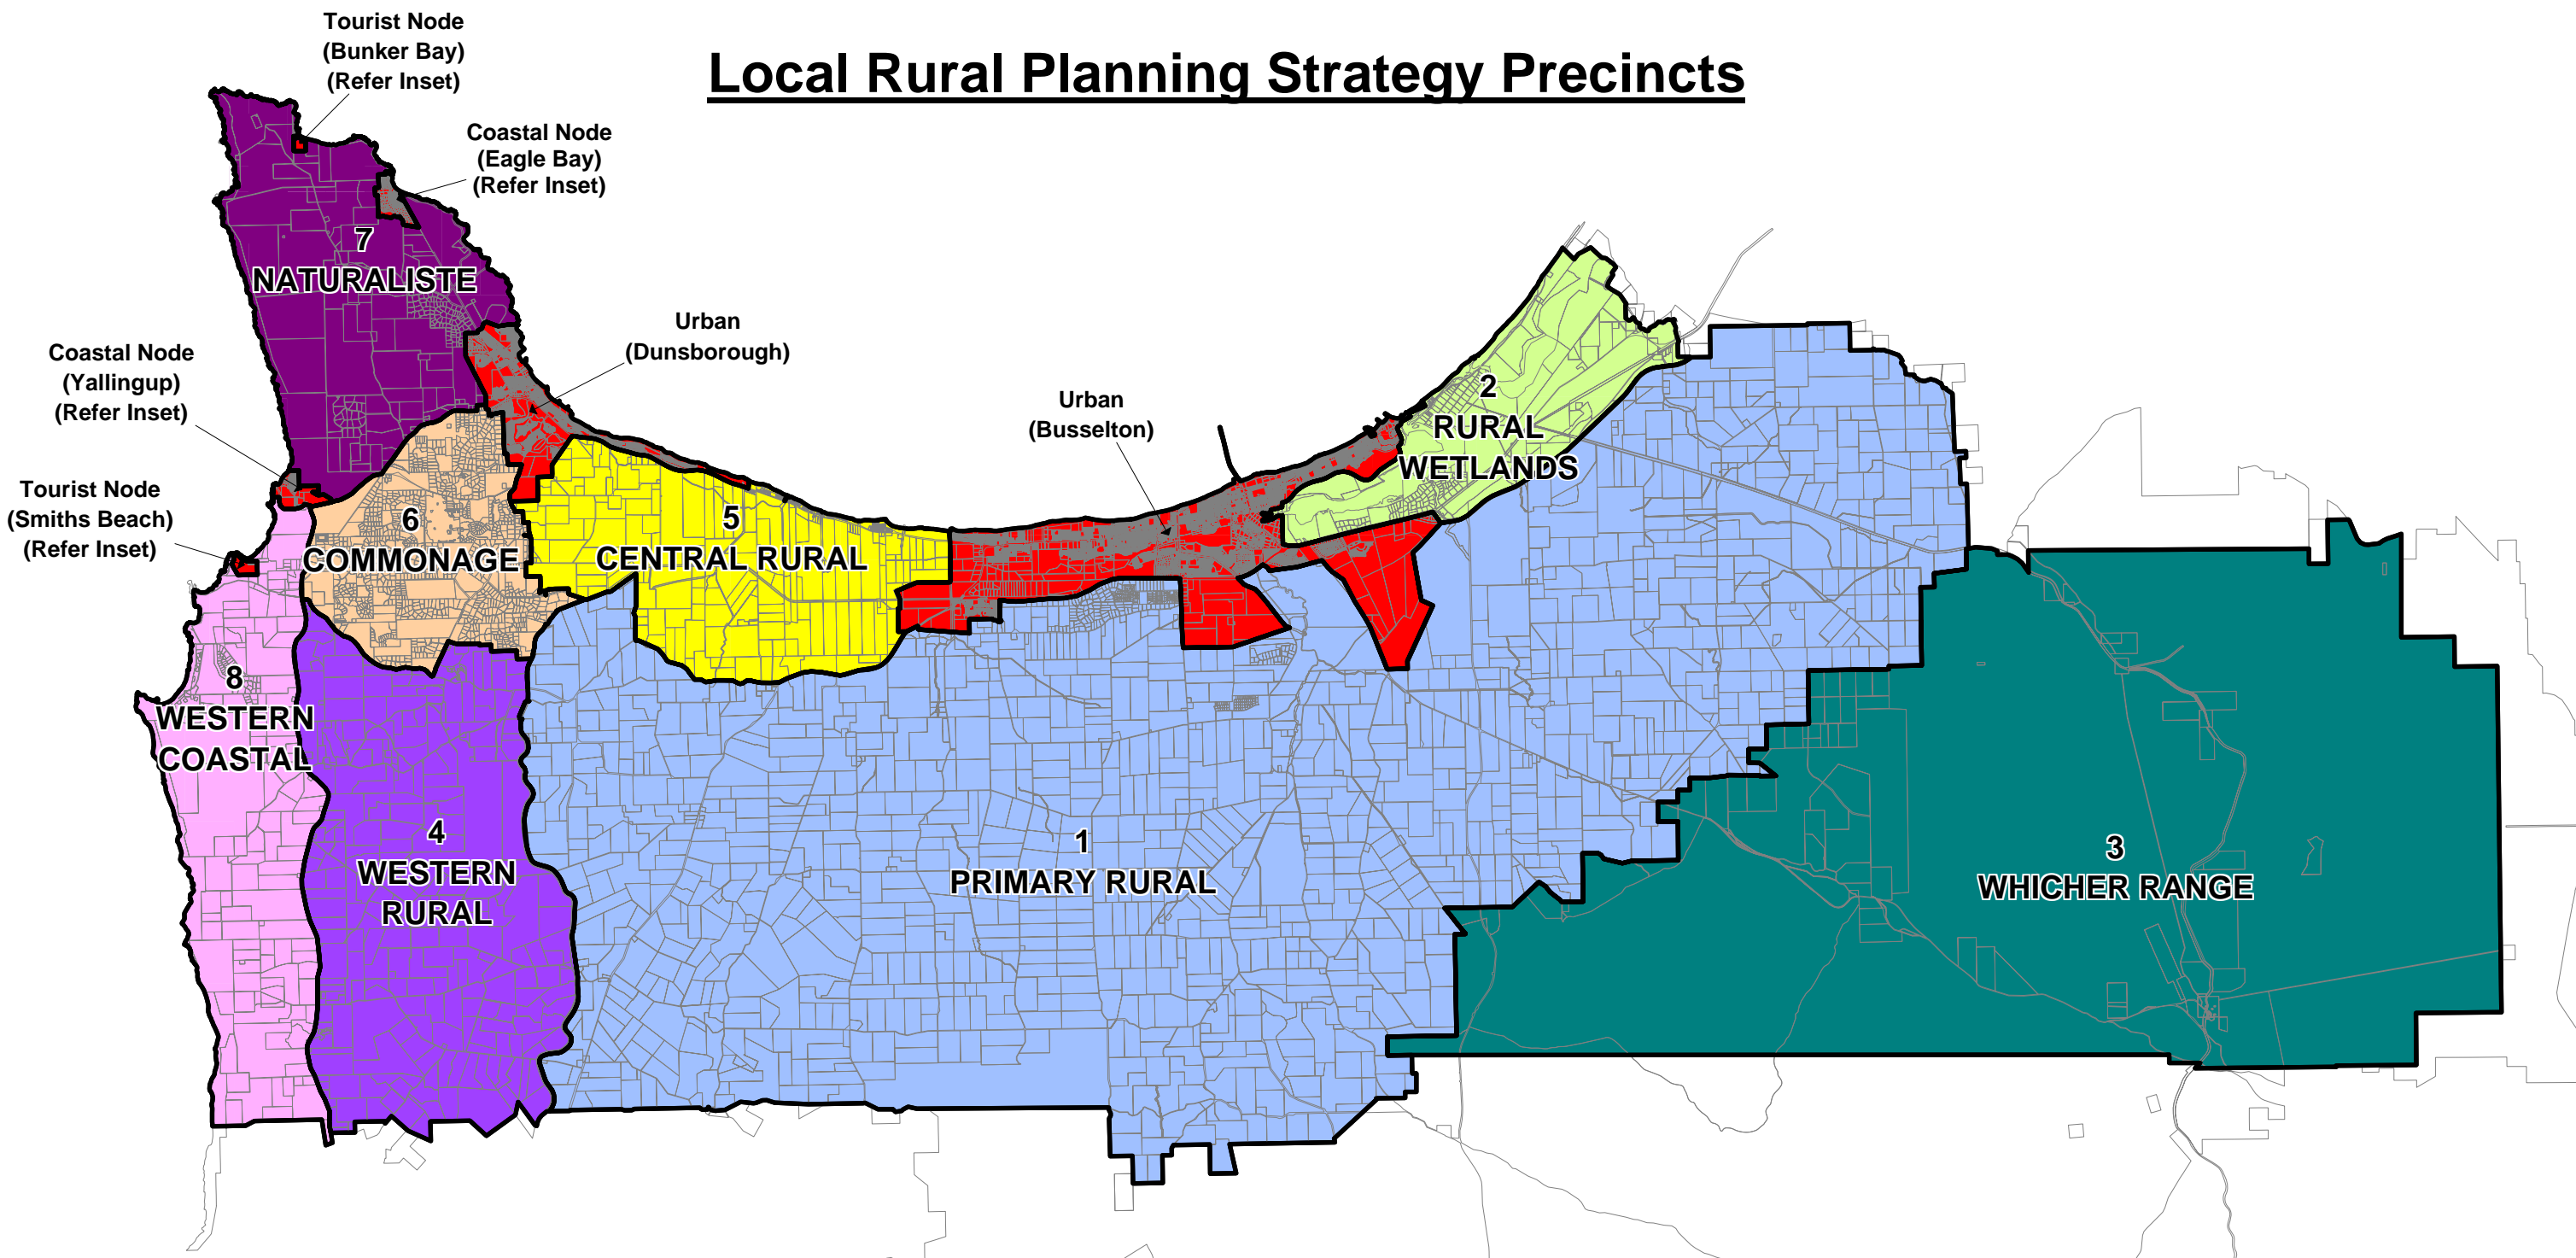 Local Rural Planning Strategy Precincts
Tourist Node
(Bunker Bay)
(Refer Inset)
Coastal Node
(Eagle Bay)
(Refer Inset)
7
NATURALISTE
Urban
(Dunsborough)
Coastal Node
(Yallingup)
(Refer Inset)
Urban
(Busselton)
2
RURAL
WETLANDS
Tourist Node
(Smiths Beach)
(Refer Inset)
6
COMMONAGE
5
CENTRAL RURAL
8
WESTERN
COASTAL
4
WESTERN
RURAL
1
PRIMARY RURAL
3
WHICHER RANGE